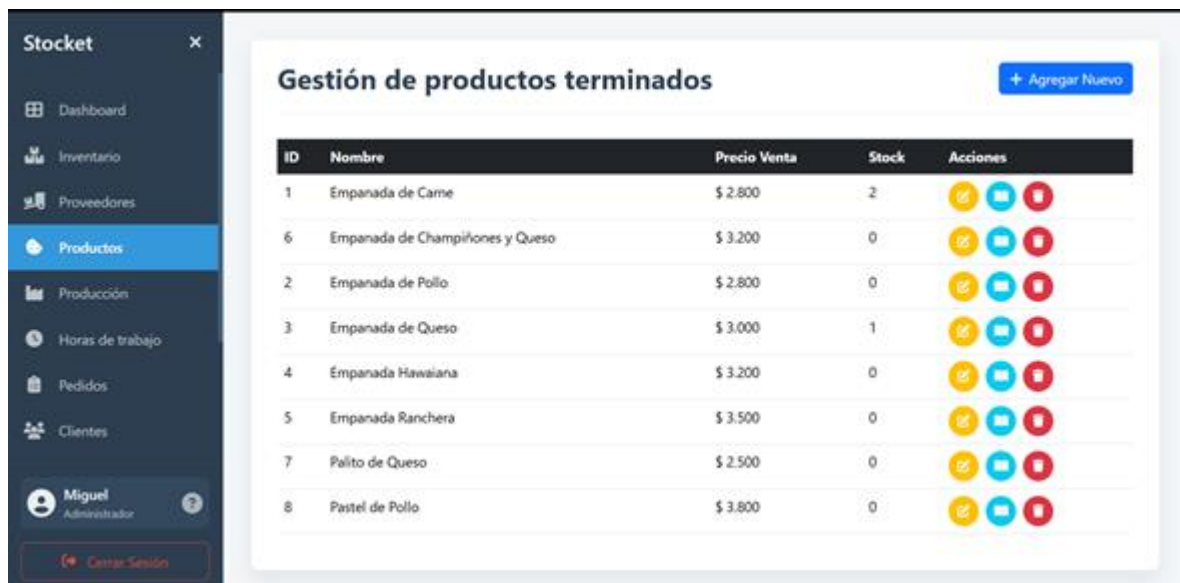 Stocket ×
Dashboard
Inventario
Proveedores
Productos
Producción
Horas de trabajo
Pedidos
Clientes
Miguel
Administrador
Cerrar Sesión
Gestión de productos terminados
+ Agregar Nuevo
ID Nombre Precio Venta Stock Acciones
1 Empanada de Carne $ 2.800 2
6 Empanada de Champiñones y Queso $ 3.200 0
2 Empanada de Pollo $ 2.800 0
3 Empanada de Queso $ 3.000 1
4 Empanada Hawaiana $ 3.200 0
5 Empanada Ranchera $ 3.500 0
7 Palito de Queso $ 2.500 0
8 Pastel de Pollo $ 3.800 0